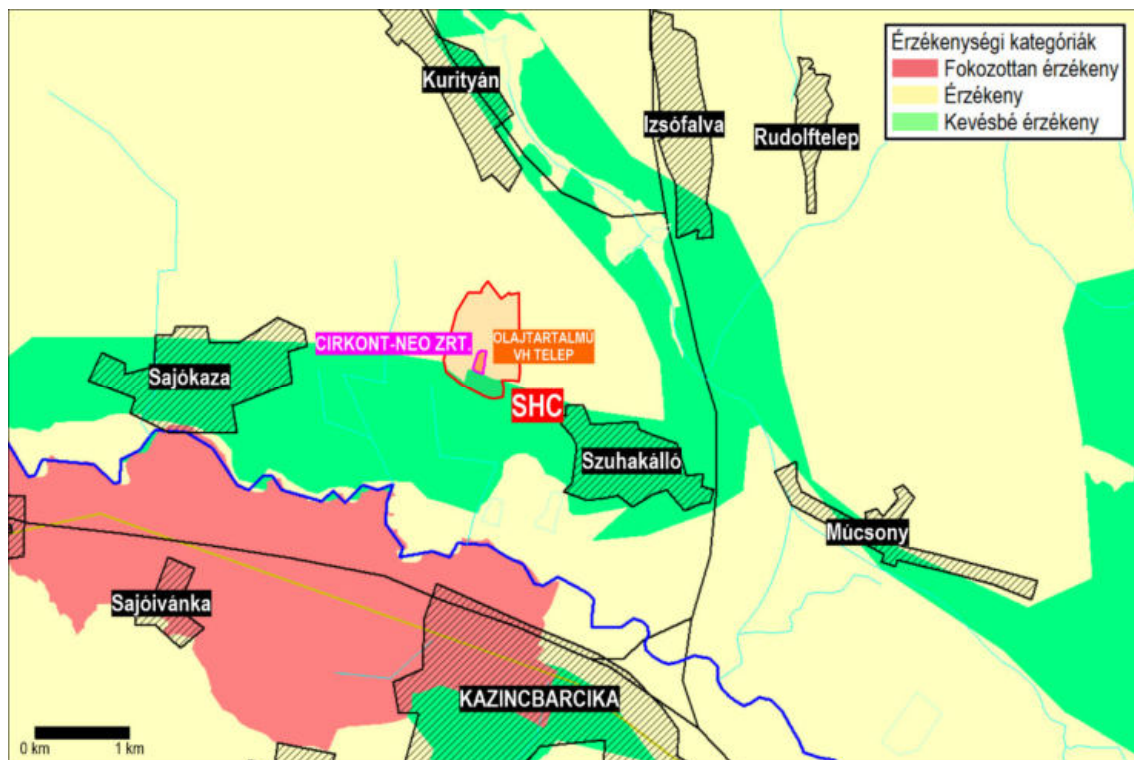 Érzékenységi kategóriák
Fokozottan érzékeny
Érzékeny
Kevésbé érzékeny
Kurityán
Izsófalva
Rudolftelep
CIRKONT-NEO ZRT.
OLAJTARTALMÚ
VH TELEP
Sajókaza
SHC
Szuhakálló
Múcsony
Sajóivánka
KAZINCBARCIKA
0 km 1 km